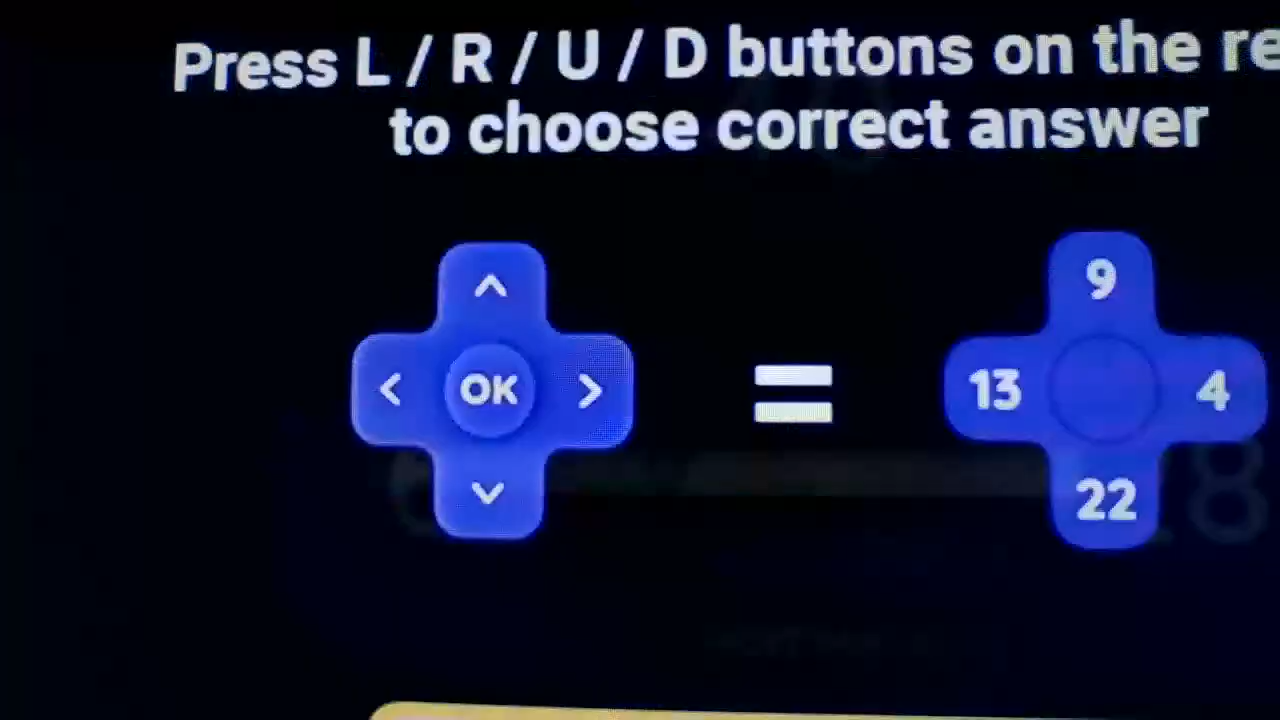 Press L / R / U / D buttons on the re
to choose correct answer
9
OK
13
4
22